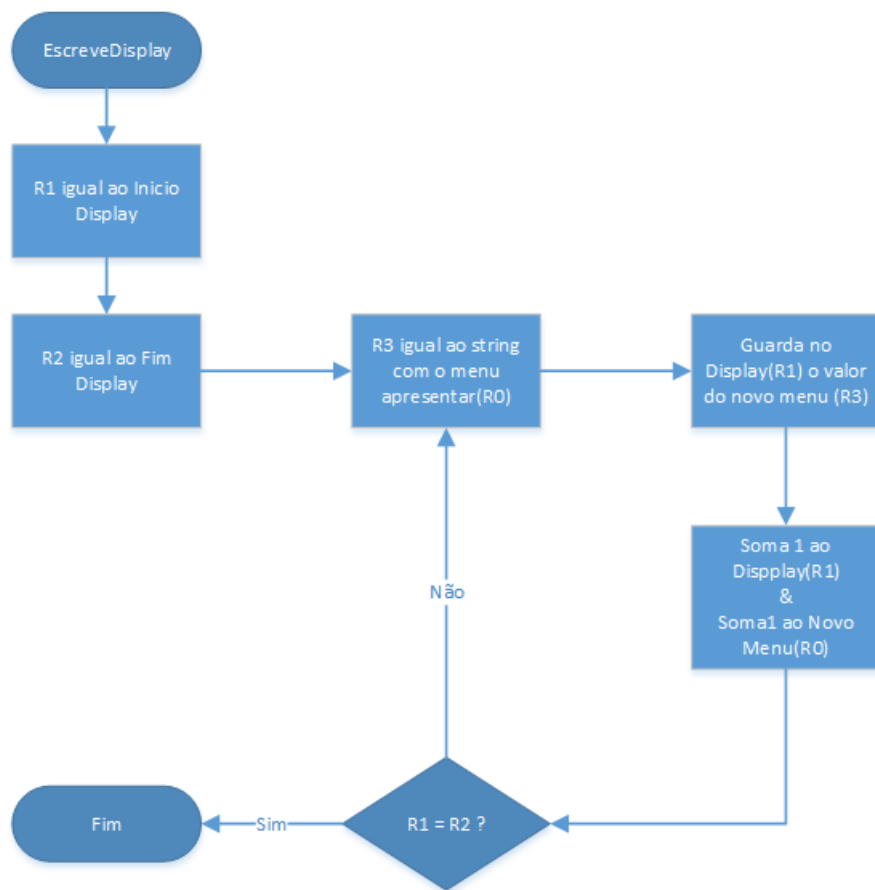 EscreveDisplay
R1 igual ao Inicio
Display
R2 igual ao Fim
Display
R3 igual ao string
com o menu
apresentar(R0)
Guarda no
Display(R1) o valor
do novo menu (R3)
Soma 1 ao
Dispplay(R1)
&
Soma1 ao Novo
Menu(R0)
Não
R1 = R2 ?
Sim
Fim